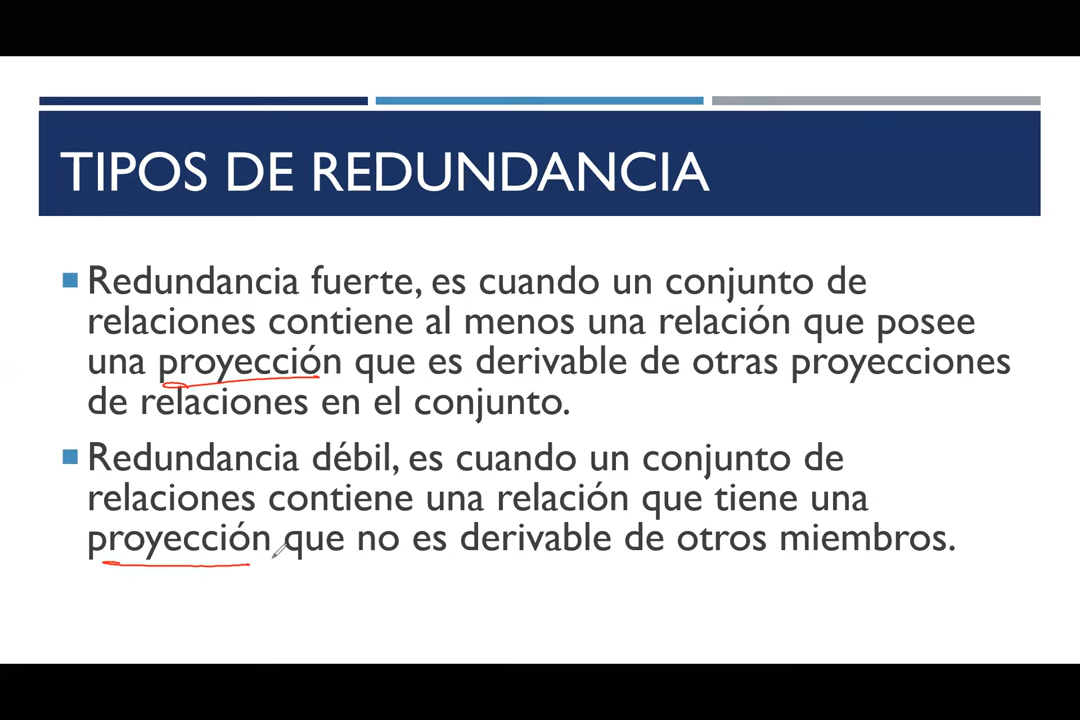 TIPOS DE REDUNDANCIA
Redundancia fuerte, es cuando un conjunto de
relaciones contiene al menos una relación que posee
una proyección que es derivable de otras proyecciones
de relaciones en el conjunto.
Redundancia débil, es cuando un conjunto de
relaciones contiene una relación que tiene una
proyección que no es derivable de otros miembros.